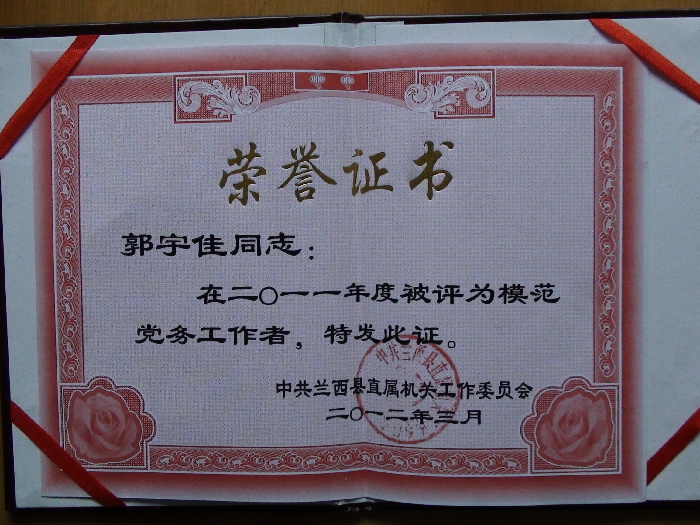 荣誉证书
郭宇佳同志：
在二〇一一年度被评为模范
党务工作者，特发此证。
中共兰西县直属机关工作委员会
二〇一二年三月